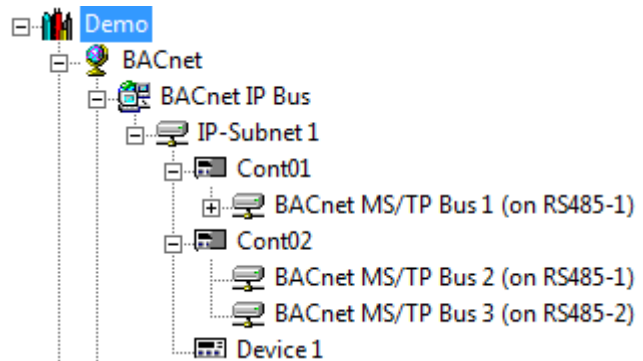 Demo
BACnet
BACnet IP Bus
IP-Subnet 1
Cont01
BACnet MS/TP Bus 1 (on RS485-1)
Cont02
BACnet MS/TP Bus 2 (on RS485-1)
BACnet MS/TP Bus 3 (on RS485-2)
Device 1